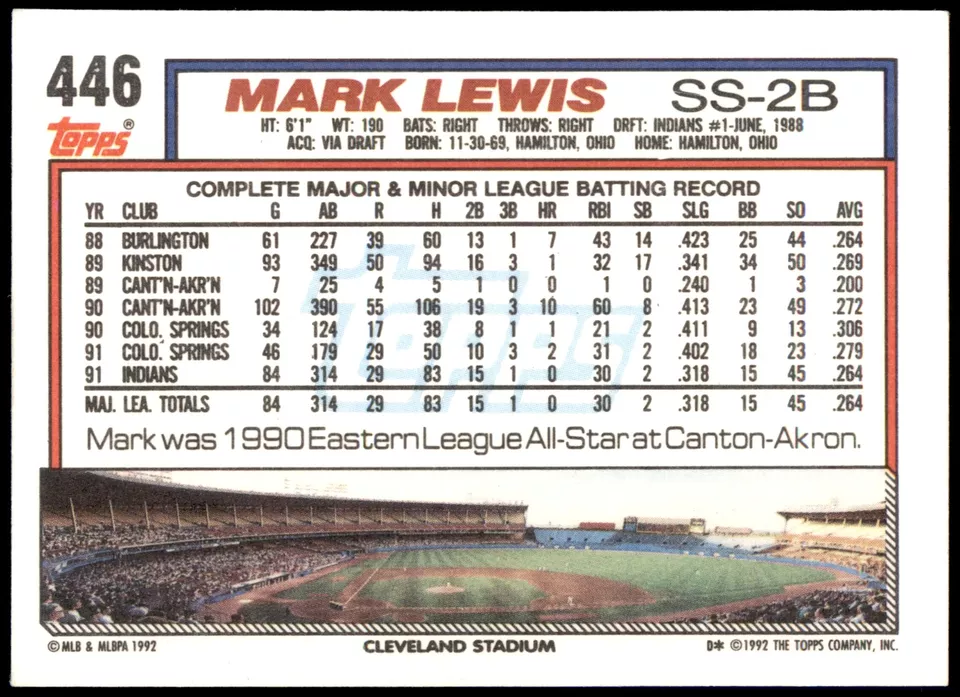 446
Topps®
MARK LEWIS SS-2B
HT: 6'1" WT: 190 BATS: RIGHT THROWS: RIGHT DRFT: INDIANS #1-JUNE, 1988
ACQ: VIA DRAFT BORN: 11-30-69, HAMILTON, OHIO HOME: HAMILTON, OHIO
COMPLETE MAJOR & MINOR LEAGUE BATTING RECORD
YR CLUB G AB R H 2B 3B HR RBI SB SLG BB SO AVG
88 BURLINGTON 61 227 39 60 13 1 7 43 14 .423 25 44 .264
89 KINSTON 93 349 50 94 16 3 1 32 17 .341 34 50 .269
89 CANT'N-AKR'N 7 25 4 5 1 0 0 1 0 .240 1 3 .200
90 CANT'N-AKR'N 102 390 55 106 19 3 10 60 8 .413 23 49 .272
90 COLO. SPRINGS 34 124 17 38 8 1 1 21 2 .411 9 13 .306
91 COLO. SPRINGS 46 179 29 50 10 3 2 31 2 .402 18 23 .279
91 INDIANS 84 314 29 83 15 1 0 30 2 .318 15 45 .264
MAJ. LEA. TOTALS 84 314 29 83 15 1 0 30 2 .318 15 45 .264
Topps
Mark was 1990 Eastern League All-Star at Canton-Akron.
©MLB & MLBPA 1992 CLEVELAND STADIUM D* ©1992 THE TOPPS COMPANY, INC.